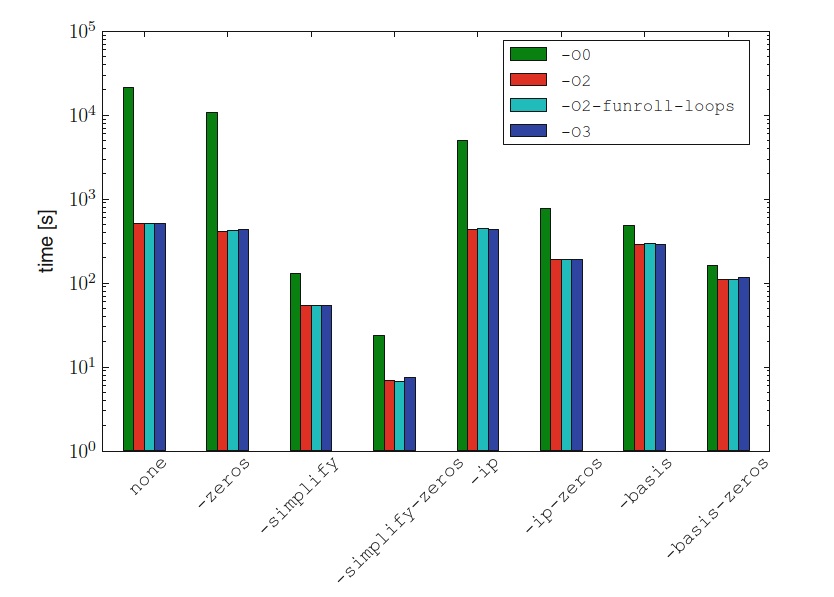 10^5
10^4
10^3
10^2
10^1
10^0
time [s]
-O0
-O2
-O2-funroll-loops
-O3
none
-zeros
-simplify
-simplify-zeros
-ip
-ip-zeros
-basis
-basis-zeros